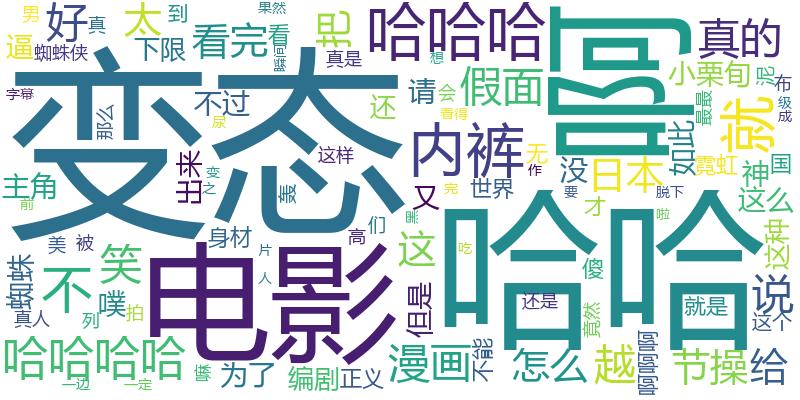 男
好
真
太
到
果然
逼
蜘蛛侠
下限
看完
看
瞬间
真是
把
哈哈哈
想
啊
真的
字幕
那么
不过
还
请
会
假面
小栗旬
泥
布
级
成
最最
变态
尿
看得
内裤
无
作
没
日本
如此
就
霓虹
神
国
主角
出来
变
之
这样
轰
又
世界
要
脱下
才
这么
前
美
被
身材
高
们
黑
完
哈哈
啦
这种
蜘蛛
不
笑
电影
片
人
这
但是
吃
还是
傻
竟然
就是
说
这个
真人
列
噗
拍
哈哈哈哈
一边
一定
为了
编剧
正义
漫画
不能
怎么
越
啊啊啊
节操
给